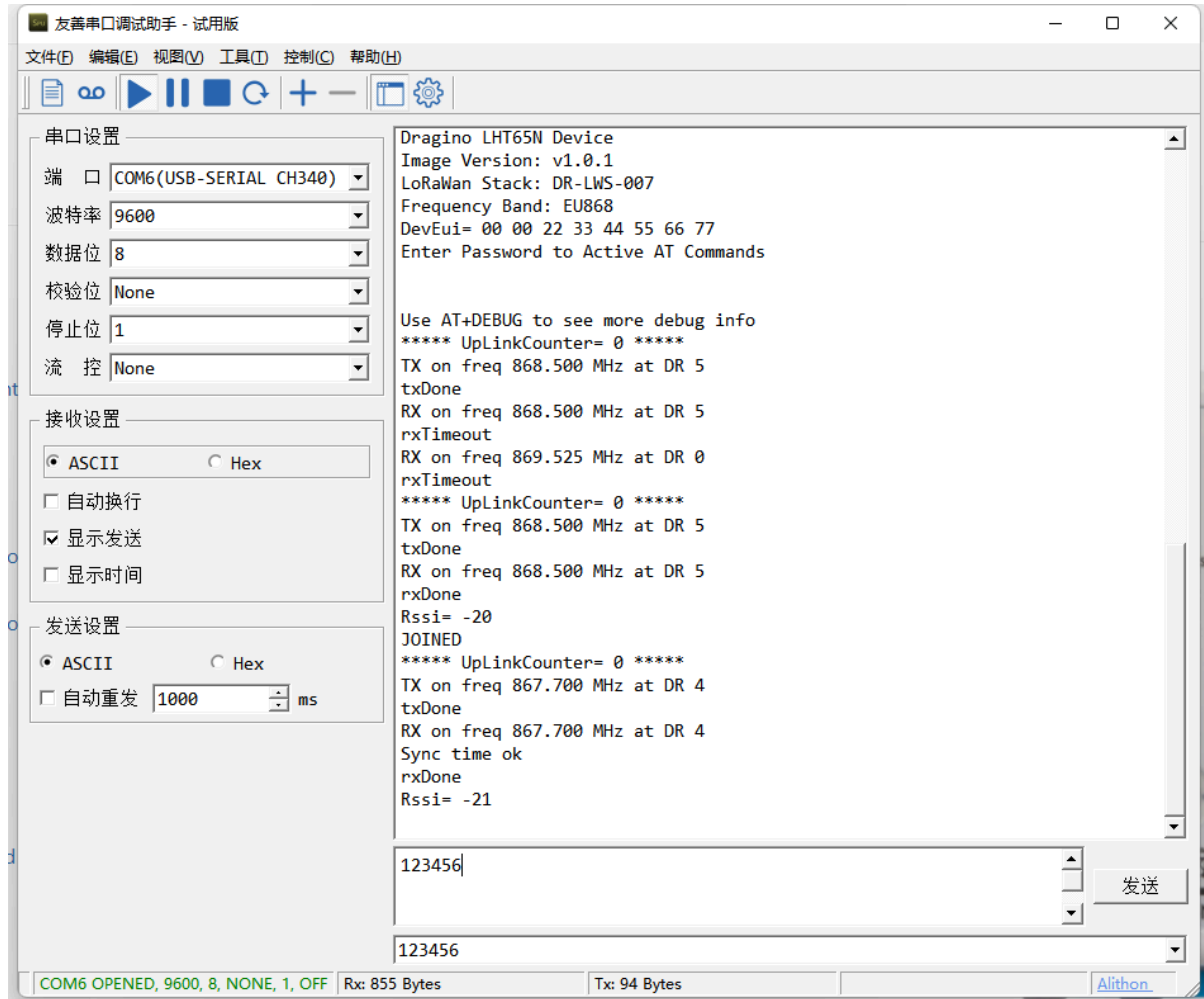 友善串口调试助手 - 试用版
文件(F) 编辑(E) 视图(V) 工具(T) 控制(C) 帮助(H)
串口设置
端 口 COM6(USB-SERIAL CH340)
波特率 9600
数据位 8
校验位 None
停止位 1
流 控 None
接收设置
ASCII Hex
自动换行
显示发送
显示时间
发送设置
ASCII Hex
自动重发 1000 ms
Dragino LHT65N Device
Image Version: v1.0.1
LoRaWan Stack: DR-LWS-007
Frequency Band: EU868
DevEui= 00 00 22 33 44 55 66 77
Enter Password to Active AT Commands
Use AT+DEBUG to see more debug info
***** UpLinkCounter= 0 *****
TX on freq 868.500 MHz at DR 5
txDone
RX on freq 868.500 MHz at DR 5
rxTimeout
RX on freq 869.525 MHz at DR 0
rxTimeout
***** UpLinkCounter= 0 *****
TX on freq 868.500 MHz at DR 5
txDone
RX on freq 868.500 MHz at DR 5
rxDone
Rssi= -20
JOINED
***** UpLinkCounter= 0 *****
TX on freq 867.700 MHz at DR 4
txDone
RX on freq 867.700 MHz at DR 4
Sync time ok
rxDone
Rssi= -21
123456
发送
123456
COM6 OPENED, 9600, 8, NONE, 1, OFF Rx: 855 Bytes Tx: 94 Bytes Alithon